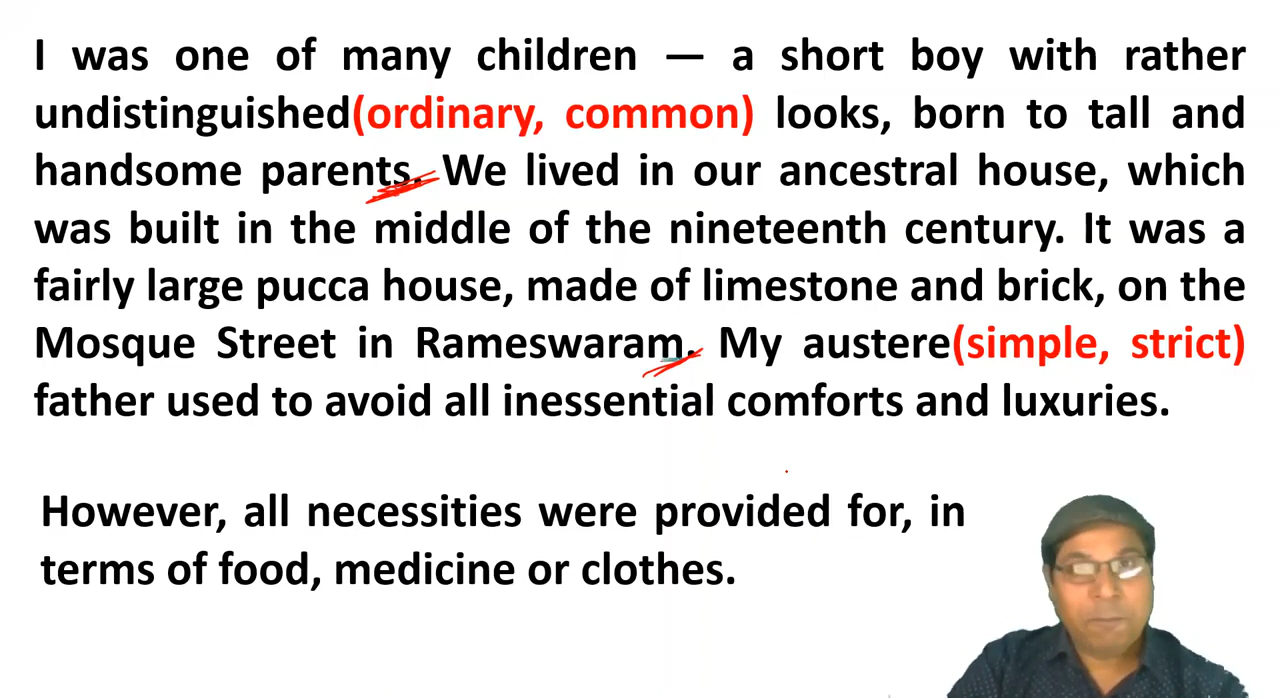 I was one of many children — a short boy with rather
undistinguished(ordinary, common) looks, born to tall and
handsome parents. We lived in our ancestral house, which
was built in the middle of the nineteenth century. It was a
fairly large pucca house, made of limestone and brick, on the
Mosque Street in Rameswaram. My austere(simple, strict)
father used to avoid all inessential comforts and luxuries.
However, all necessities were provided for, in
terms of food, medicine or clothes.